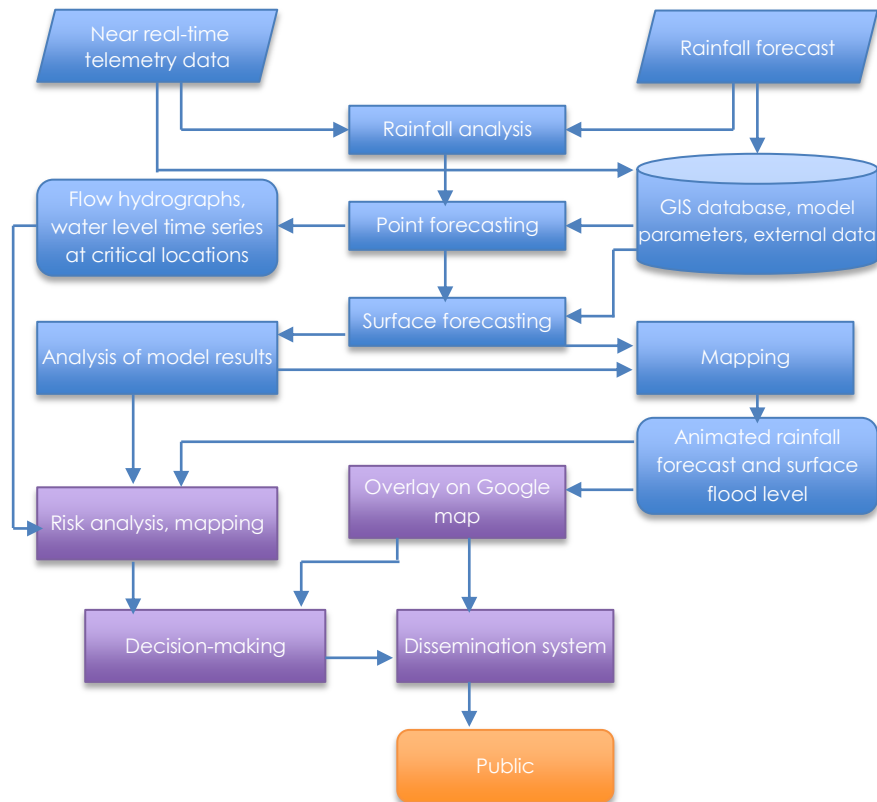 Near real-time
telemetry data
Rainfall forecast
Rainfall analysis
Flow hydrographs,
water level time series
at critical locations
Point forecasting
GIS database, model
parameters, external data
Surface forecasting
Analysis of model results
Mapping
Animated rainfall
forecast and surface
flood level
Overlay on Google
map
Risk analysis, mapping
Decision-making
Dissemination system
Public